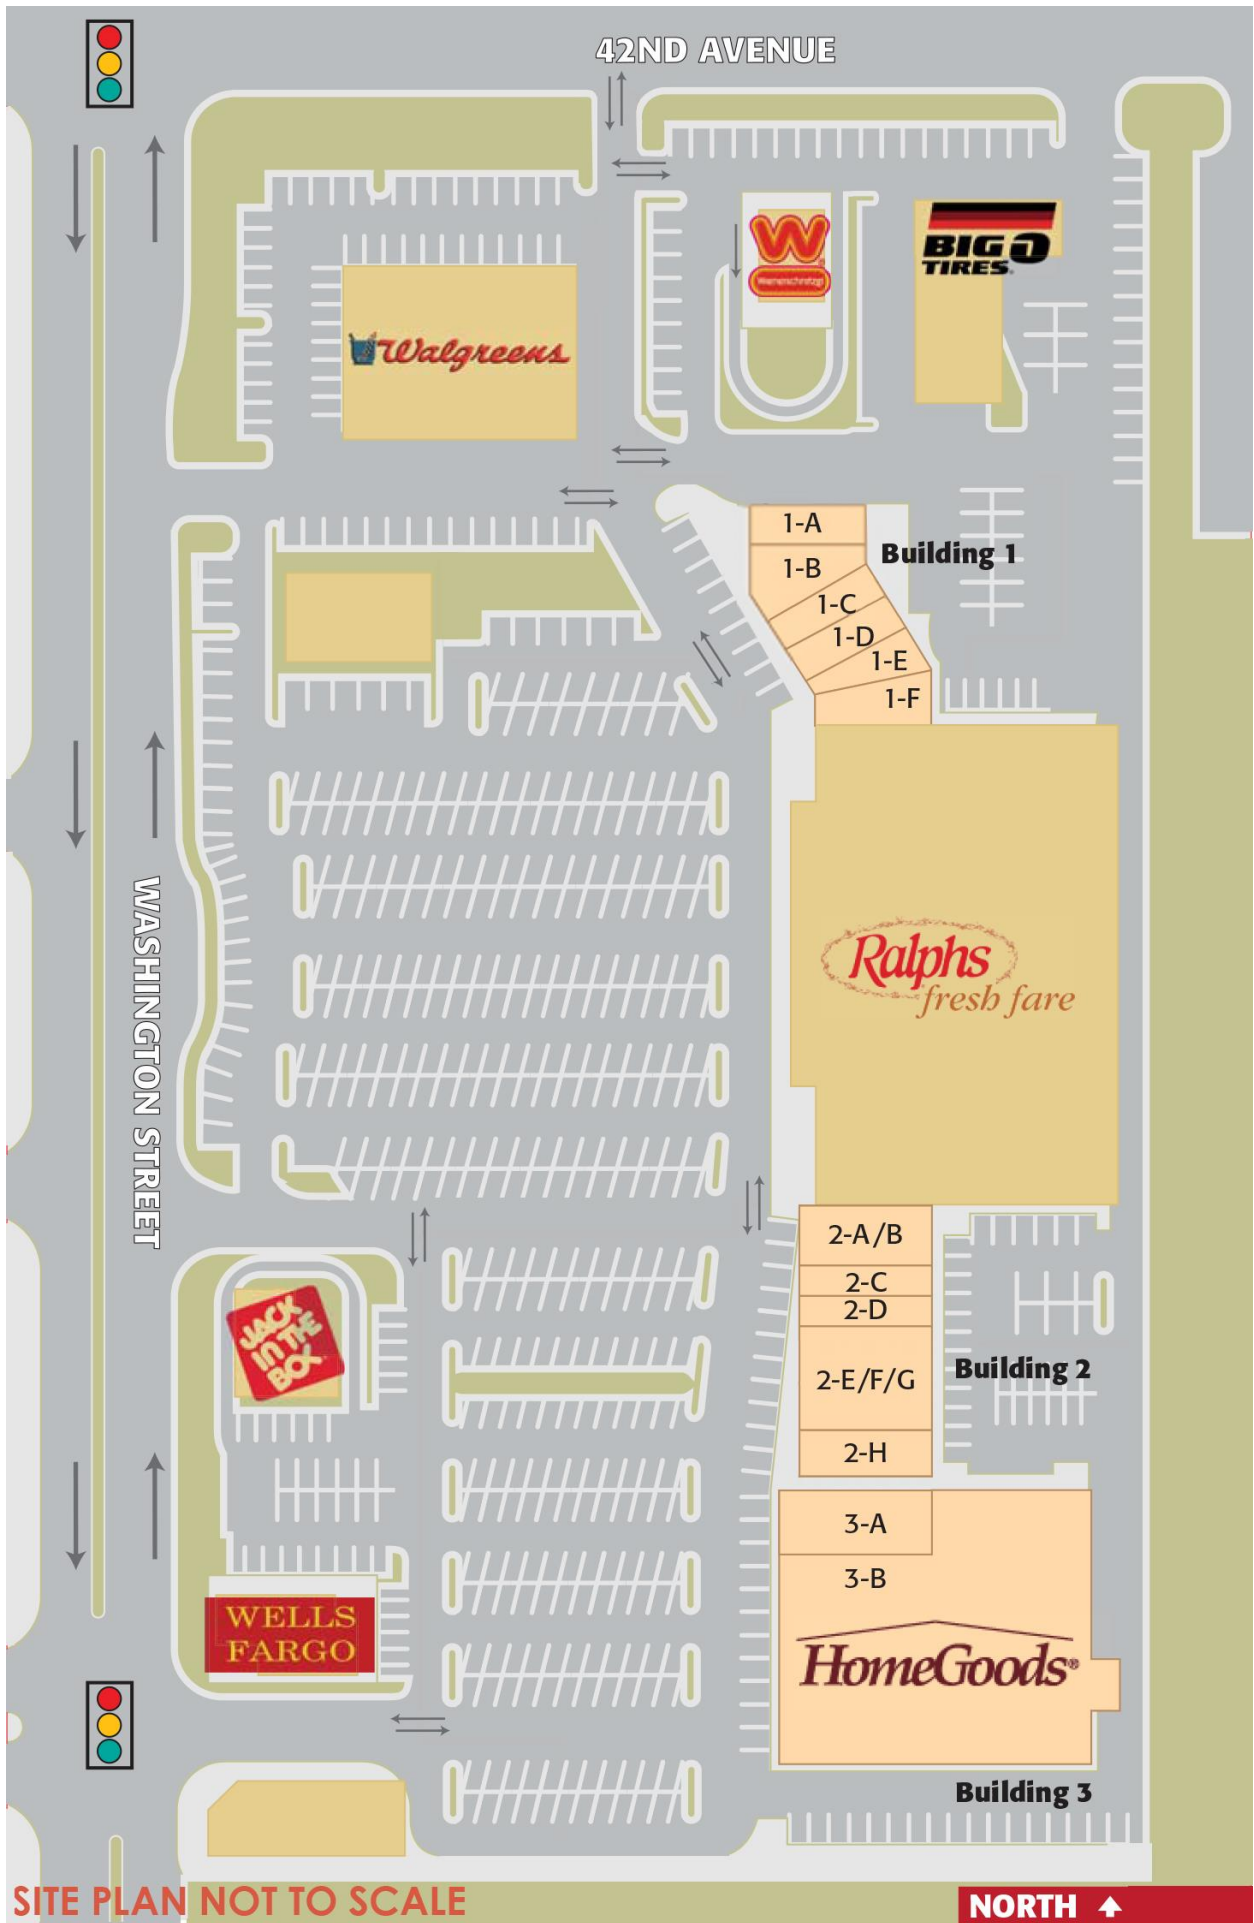 42ND AVENUE
W
Wienerschnitzel
BIG O
TIRES
Walgreens
1-A
Building 1
1-B
1-C
1-D
1-E
1-F
WASHINGTON STREET
Ralphs
fresh fare
2-A/B
2-C
2-D
JACK
IN THE
BOX
Building 2
2-E/F/G
2-H
3-A
3-B
WELLS
FARGO
HomeGoods®
Building 3
SITE PLAN NOT TO SCALE
NORTH